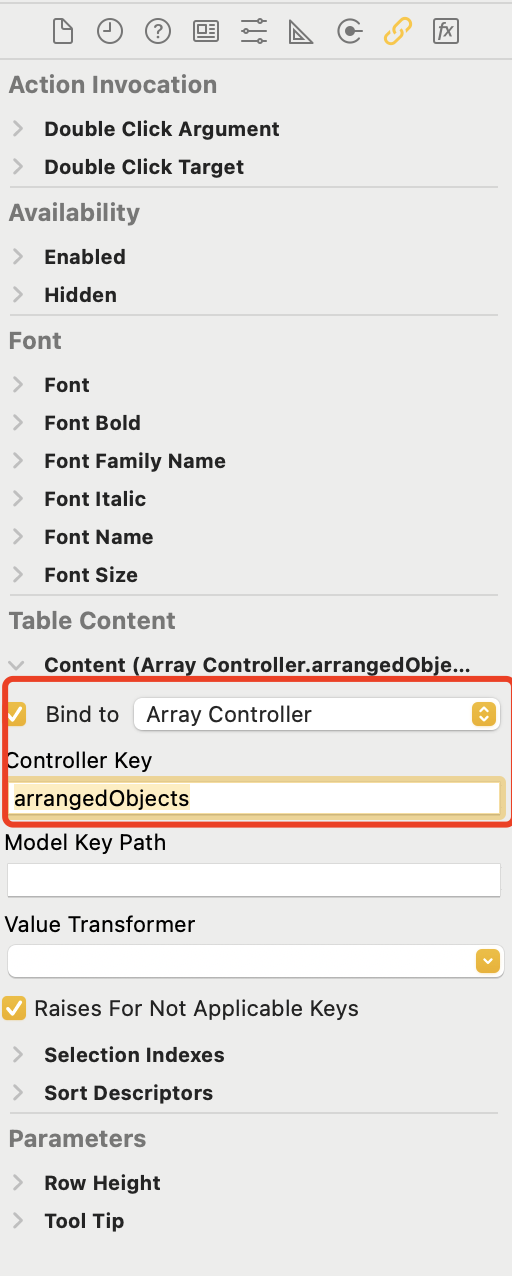 Action Invocation
Double Click Argument
Double Click Target
Availability
Enabled
Hidden
Font
Font
Font Bold
Font Family Name
Font Italic
Font Name
Font Size
Table Content
Content (Array Controller.arrangedObje...
Bind to Array Controller
Controller Key
arrangedObjects
Model Key Path
Value Transformer
Raises For Not Applicable Keys
Selection Indexes
Sort Descriptors
Parameters
Row Height
Tool Tip